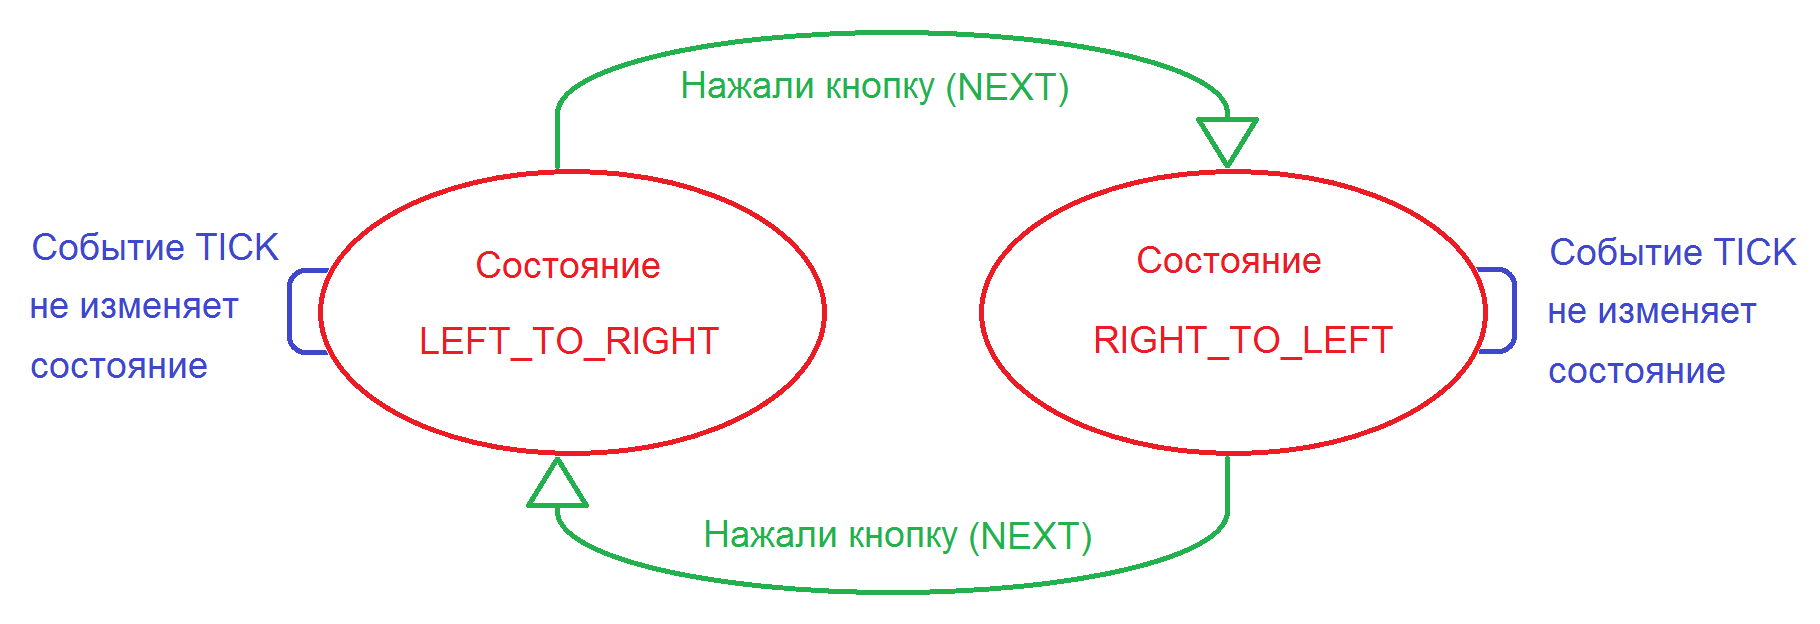 Нажали кнопку (NEXT)
Событие TICK
не изменяет
состояние
Состояние
LEFT_TO_RIGHT
Состояние
RIGHT_TO_LEFT
Событие TICK
не изменяет
состояние
Нажали кнопку (NEXT)